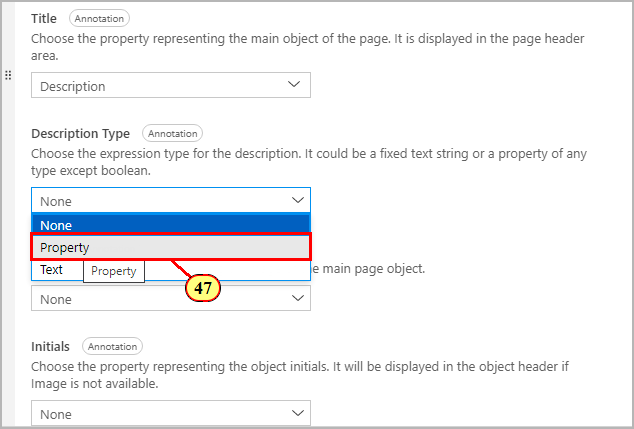 Title Annotation
Choose the property representing the main object of the page. It is displayed in the page header
area.
Description
Description Type Annotation
Choose the expression type for the description. It could be a fixed text string or a property of any
type except boolean.
None
None
Property
Text Property main page object.
47
None
Initials Annotation
Choose the property representing the object initials. It will be displayed in the object header if
Image is not available.
None